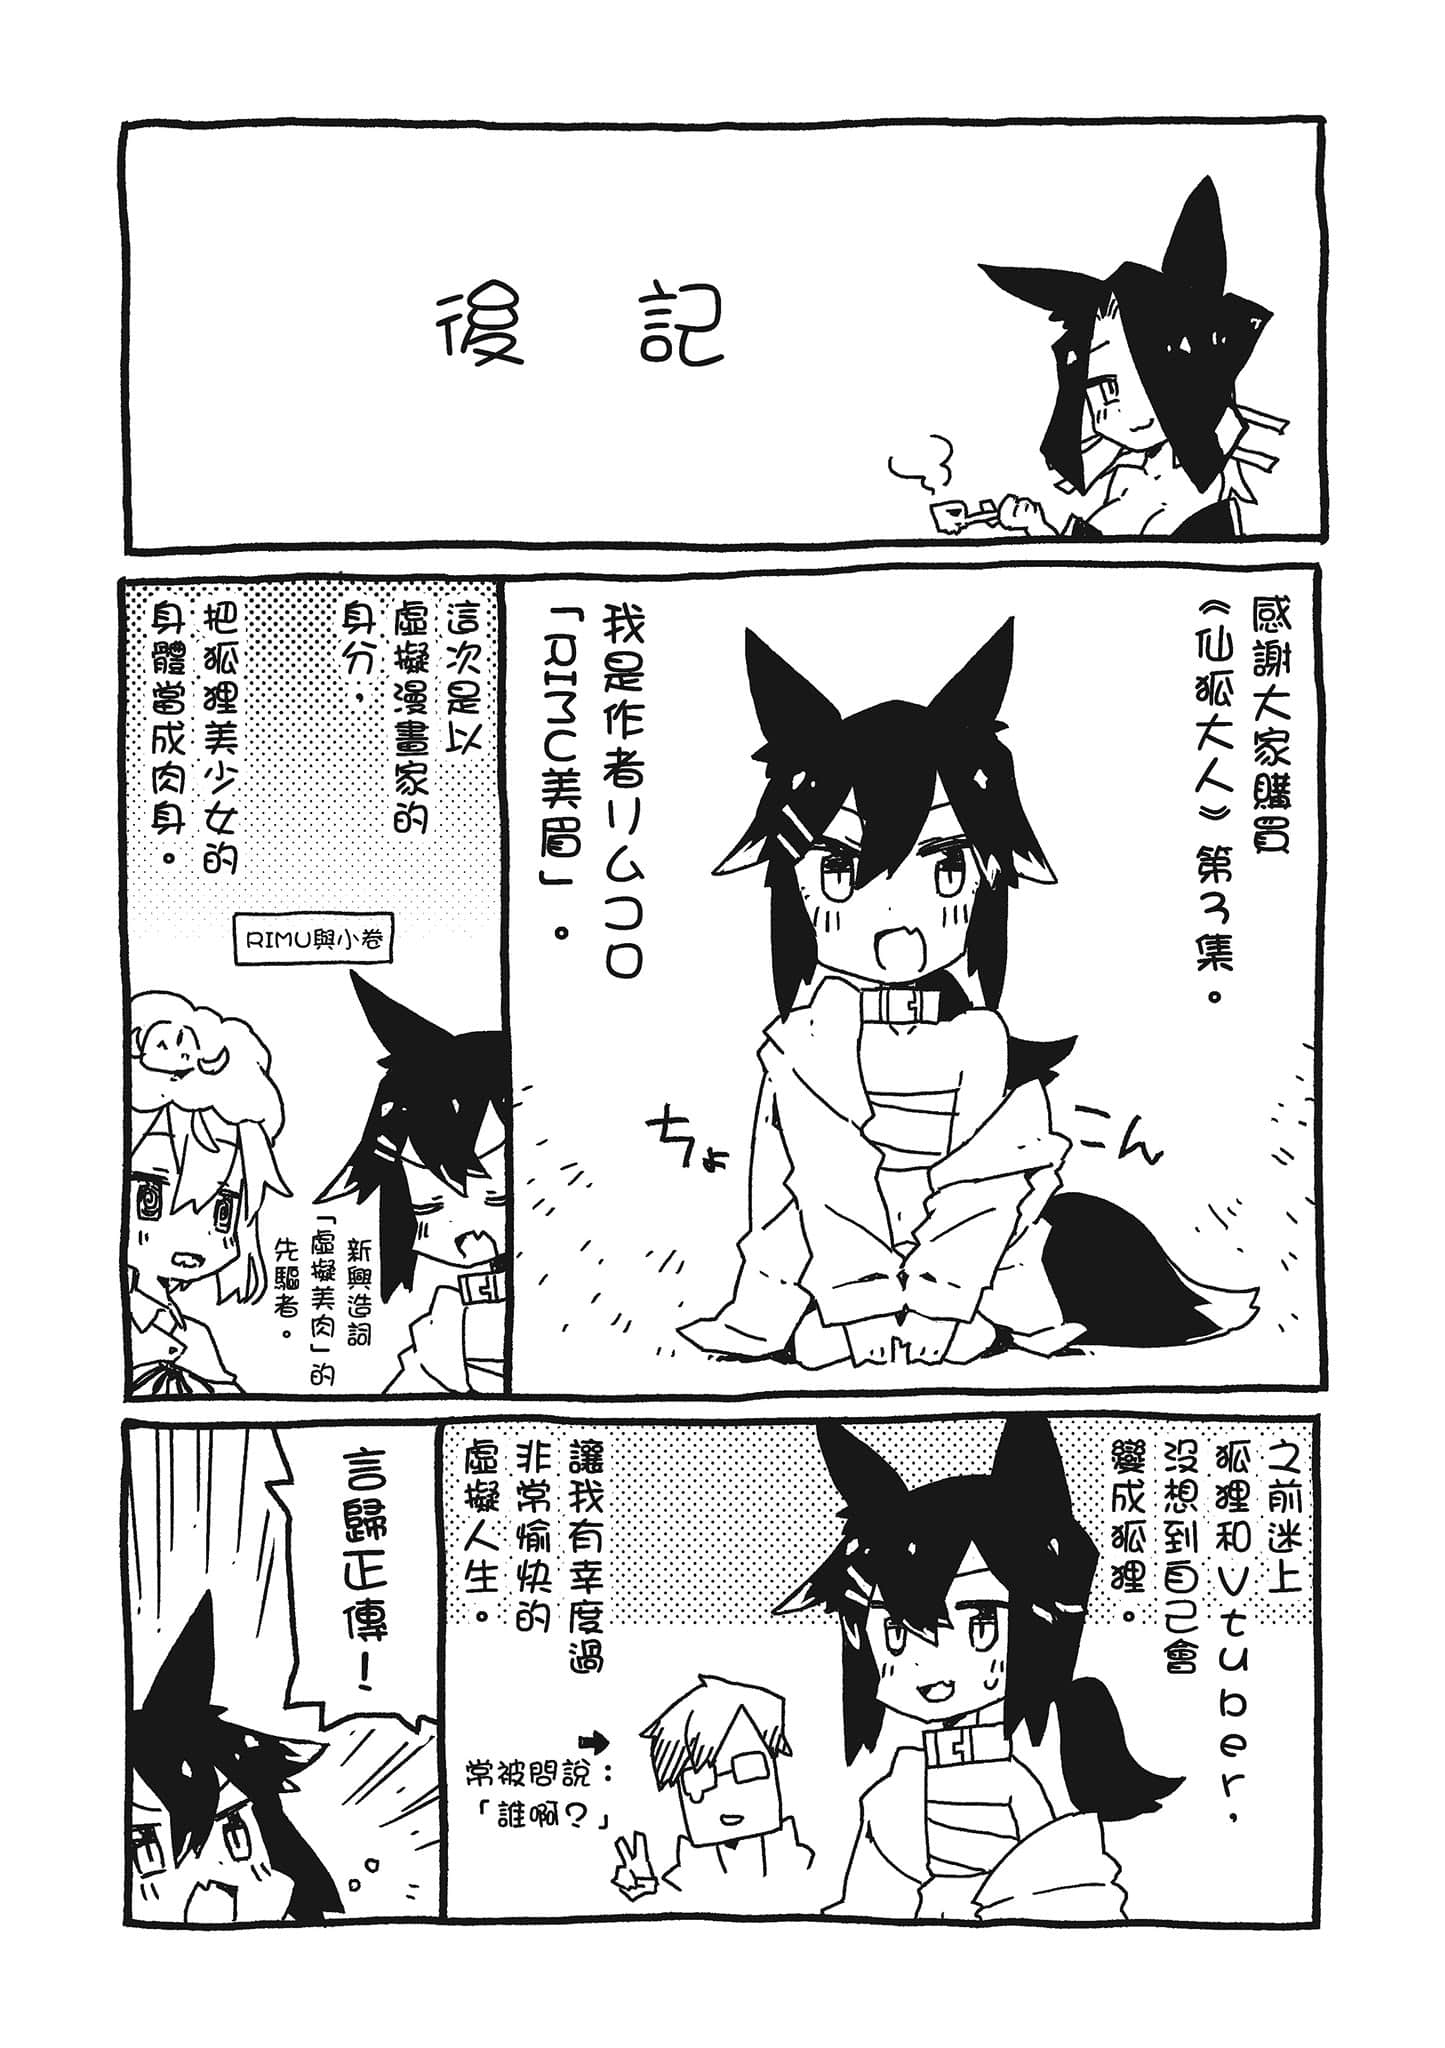 後記
感謝大家購買
《仙狐大人》第3集。
我是作者リムコロ
「RIMU美眉」。
ちょ
こん
這次是以
虛擬漫畫家的
身分，
把狐狸美少女的
身體當成肉身。
RIMU與小卷
新興造詞
「虛擬美肉」的
先驅者。
之前迷上
狐狸和Vtuber，
沒想到自己會
變成狐狸。
讓我有幸度過
非常愉快的
虛擬人生。
常被問說：
「誰啊？」
言歸正傳！